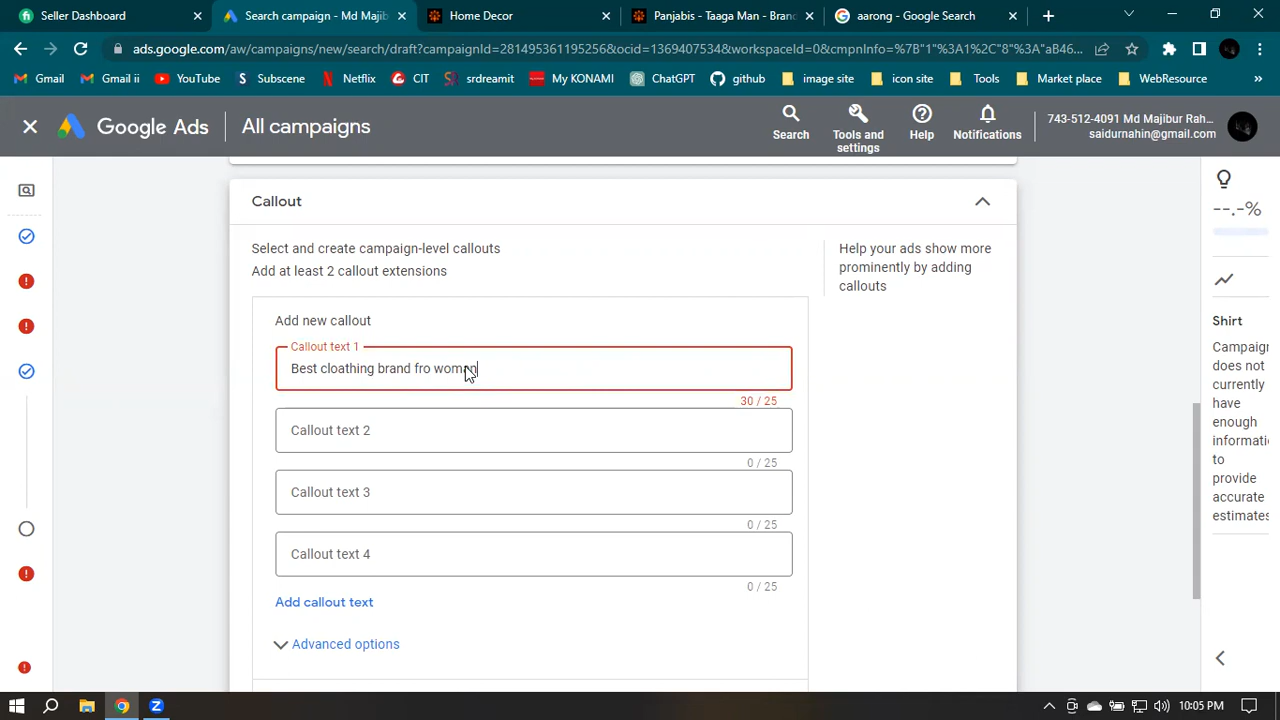 Seller Dashboard
Search campaign - Md Majib
Home Decor
Panjabis - Taaga Man - Bran
aarong - Google Search
ads.google.com/aw/campaigns/new/search/draft?campaignId=281495361195256&ocid=13694075334&workspaceId=0&cmpnInfo=%7B"1"%3A1%2C"8"%3A"aB46...
Gmail
Gmail ii
YouTube
Subscene
Netflix
CIT
srdreamit
My KONAMI
ChatGPT
github
image site
icon site
Tools
Market place
WebResource
»
Google Ads
All campaigns
Search
Tools and settings
Help
Notifications
743-512-4091 Md Majibur Rah...
saidurnahin@gmail.com
Callout
Select and create campaign-level callouts
Add at least 2 callout extensions
Help your ads show more
prominently by adding
callouts
Add new callout
Callout text 1
Best cloathing brand fro woman
30 / 25
Callout text 2
0 / 25
Callout text 3
0 / 25
Callout text 4
0 / 25
Add callout text
Advanced options
--.-%
Shirt
Campaign
does not
currently
have
enough
informati
to
provide
accurate
estimates
10:05 PM